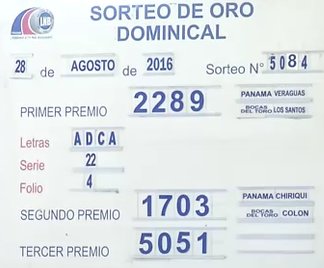 LNB
SORTEO DE ORO
DOMINICAL
28 de AGOSTO de 2016 Sorteo N° 5084
PRIMER PREMIO 2289 PANAMA VERAGUAS
BOCAS DEL TORO LOS SANTOS
Letras ADCA
Serie 22
Folio 4
SEGUNDO PREMIO 1703 PANAMA CHIRIQUI
BOCAS DEL TORO COLON
TERCER PREMIO 5051